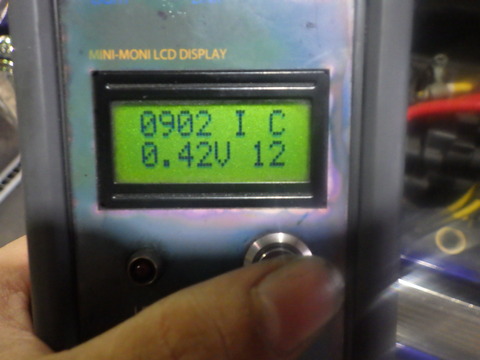 MINI-MONI LCD DISPLAY
0902 I C
0.42V 12